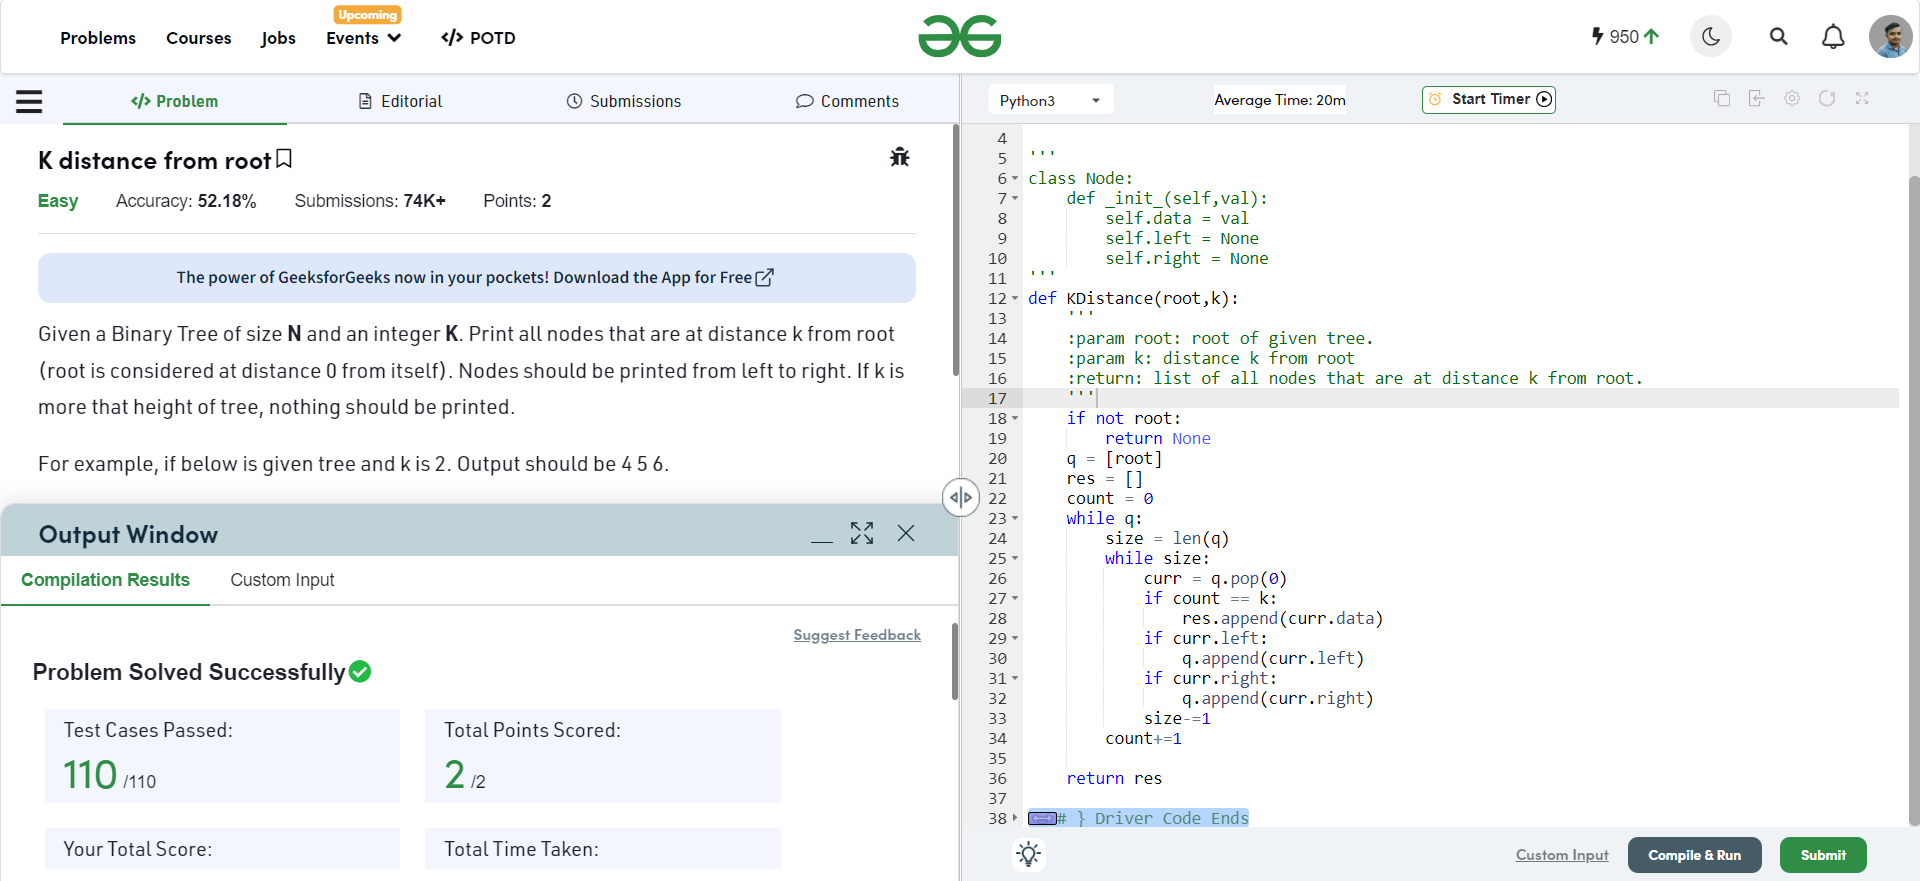 Problems
Courses
Jobs
Upcoming
Events
</> POTD
950
</> Problem
Editorial
Submissions
Comments
K distance from root
Easy
Accuracy: 52.18%
Submissions: 74K+
Points: 2
The power of GeeksforGeeks now in your pockets! Download the App for Free
Given a Binary Tree of size N and an integer K. Print all nodes that are at distance k from root
(root is considered at distance 0 from itself). Nodes should be printed from left to right. If k is
more that height of tree, nothing should be printed.
For example, if below is given tree and k is 2. Output should be 4 5 6.
Output Window
Compilation Results
Custom Input
Suggest Feedback
Problem Solved Successfully
Test Cases Passed:
110 /110
Total Points Scored:
2 /2
Your Total Score:
Total Time Taken:
Python3
Average Time: 20m
Start Timer
4
5 '''
6 class Node:
7     def _init_(self,val):
8         self.data = val
9         self.left = None
10         self.right = None
11 '''
12 def KDistance(root,k):
13     '''
14     :param root: root of given tree.
15     :param k: distance k from root
16     :return: list of all nodes that are at distance k from root.
17     '''
18     if not root:
19         return None
20     q = [root]
21     res = []
22     count = 0
23     while q:
24         size = len(q)
25         while size:
26             curr = q.pop(0)
27             if count == k:
28                 res.append(curr.data)
29             if curr.left:
30                 q.append(curr.left)
31             if curr.right:
32                 q.append(curr.right)
33             size-=1
34         count+=1
35
36     return res
37
38 # } Driver Code Ends
Custom Input
Compile & Run
Submit